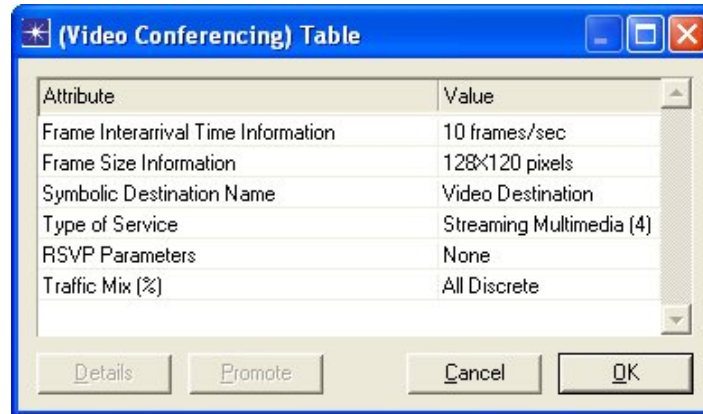 (Video Conferencing) Table
Attribute Value
Frame Interarrival Time Information 10 frames/sec
Frame Size Information 128X120 pixels
Symbolic Destination Name Video Destination
Type of Service Streaming Multimedia (4)
RSVP Parameters None
Traffic Mix (%) All Discrete
Details Promote Cancel OK